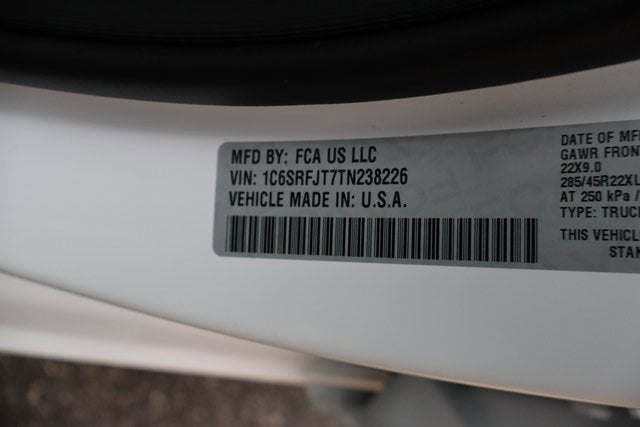 MFD BY: FCA US LLC
VIN: 1C6SRFJT7TN238226
VEHICLE MADE IN: U.S.A.
DATE OF MF
GAWR FRON
22X9.0
285/45R22XL
AT 250 kPa /
TYPE: TRUC
THIS VEHICL
STAN